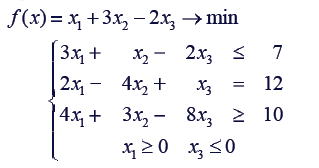 f(x) = x₁ + 3x₂ − 2x₃ → min
3x₁ + x₂ − 2x₃ ≤ 7
2x₁ − 4x₂ + x₃ = 12
4x₁ + 3x₂ − 8x₃ ≥ 10
x₁ ≥ 0 x₃ ≤ 0